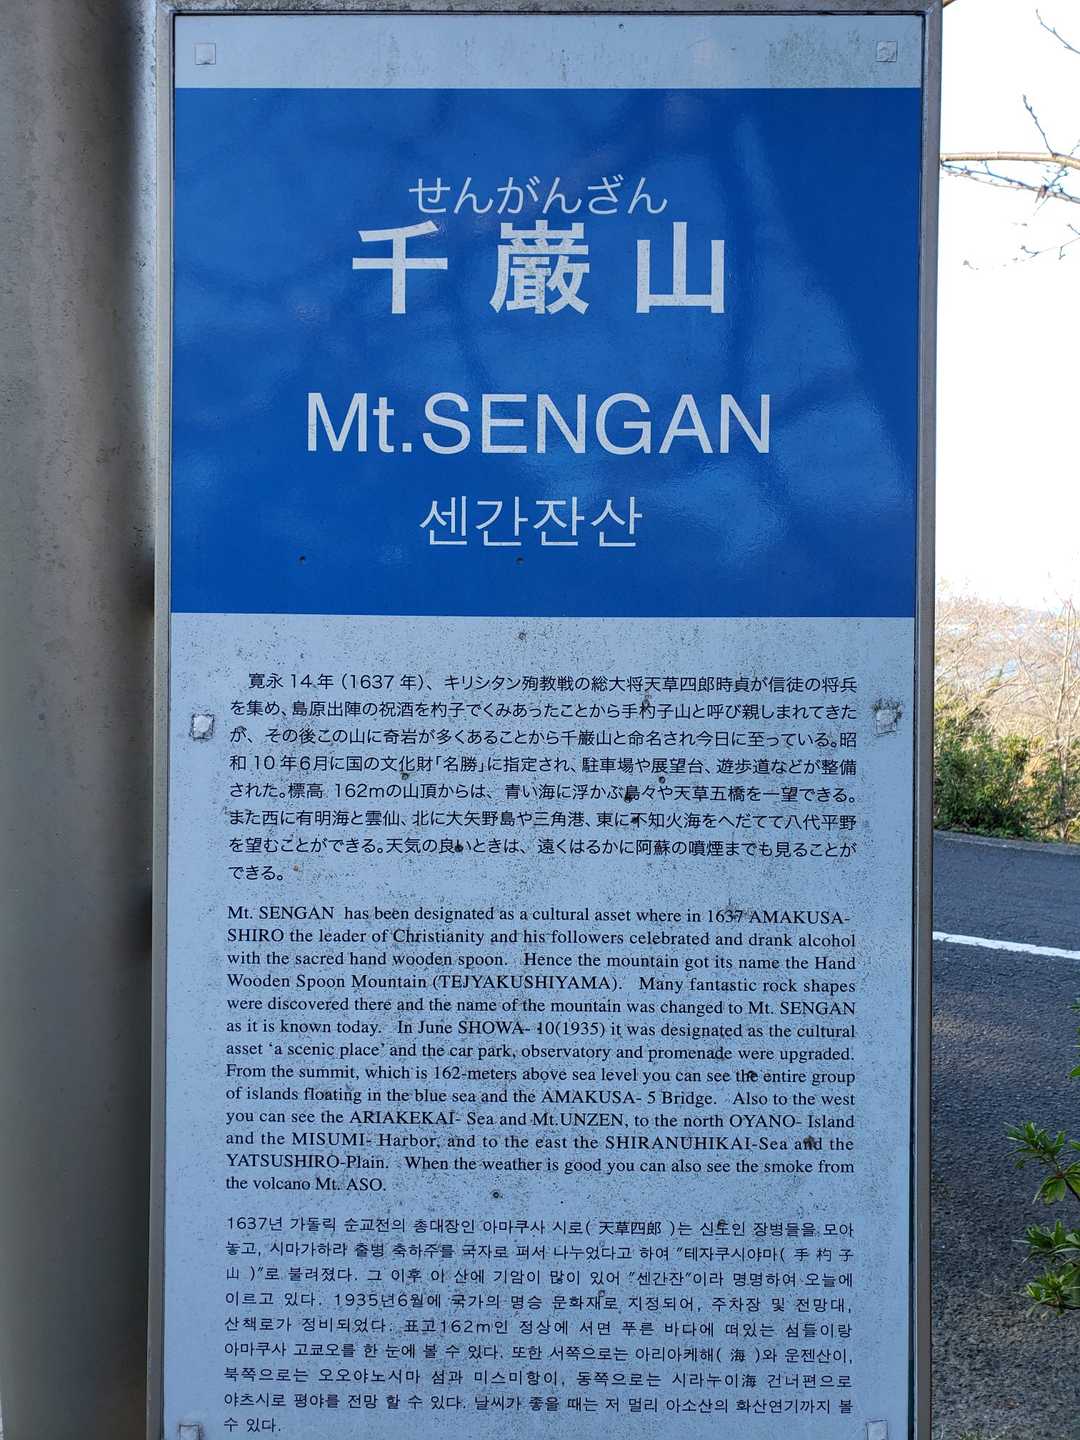 せんがんざん
千巌山
Mt.SENGAN
센간잔산
寛永14年（1637年）、キリシタン殉教戦の総大将天草四郎時貞が信徒の将兵
を集め、島原出陣の祝酒を杓子でくみあったことから手杓子山と呼び親しまれてきた
が、その後この山に奇岩が多くあることから千巌山と命名され今日に至っている。昭
和10年6月に国の文化財「名勝」に指定され、駐車場や展望台、遊歩道などが整備
された。標高 162mの山頂からは、青い海に浮かぶ島々や天草五橋を一望できる。
また西に有明海と雲仙、北に大矢野島や三角港、東に不知火海をへだてて八代平野
を望むことができる。天気の良いときは、遠くはるかに阿蘇の噴煙までも見ることが
できる。
Mt. SENGAN has been designated as a cultural asset where in 1637 AMAKUSA-
SHIRO the leader of Christianity and his followers celebrated and drank alcohol
with the sacred hand wooden spoon. Hence the mountain got its name the Hand
Wooden Spoon Mountain (TEJYAKUSHIYAMA). Many fantastic rock shapes
were discovered there and the name of the mountain was changed to Mt. SENGAN
as it is known today. In June SHOWA- 10(1935) it was designated as the cultural
asset ‘a scenic place’ and the car park, observatory and promenade were upgraded.
From the summit, which is 162-meters above sea level you can see the entire group
of islands floating in the blue sea and the AMAKUSA- 5 Bridge. Also to the west
you can see the ARIAKEKAI- Sea and Mt.UNZEN, to the north OYANO- Island
and the MISUMI- Harbor, and to the east the SHIRANUHIKAI-Sea and the
YATSUSHIRO-Plain. When the weather is good you can also see the smoke from
the volcano Mt. ASO.
1637년 가톨릭 순교전의 총대장인 아마쿠사 시로( 天草四郎 )는 신도인 장병들을 모아
놓고, 시마가하라 출병 축하주를 국자로 퍼서 나누었다고 하여 "테자쿠시야마( 手 杓 子
山 )"로 불려졌다. 그 이후 이 산에 기암이 많이 있어 "센간잔"이라 명명하여 오늘에
이르고 있다. 1935년6월에 국가의 명승 문화재로 지정되어, 주차장 및 전망대,
산책로가 정비되었다. 표고162m인 정상에 서면 푸른 바다에 떠있는 섬들이랑
아마쿠사 고쿄오를 한 눈에 볼 수 있다. 또한 서쪽으로는 아리아케해( 海 )와 운젠산이,
북쪽으로는 오오야노시마 섬과 미스미항이, 동쪽으로는 시라누이海 건너편으로
야츠시로 평야를 전망 할 수 있다. 날씨가 좋을 때는 저 멀리 아소산의 화산연기까지 볼
수 있다.